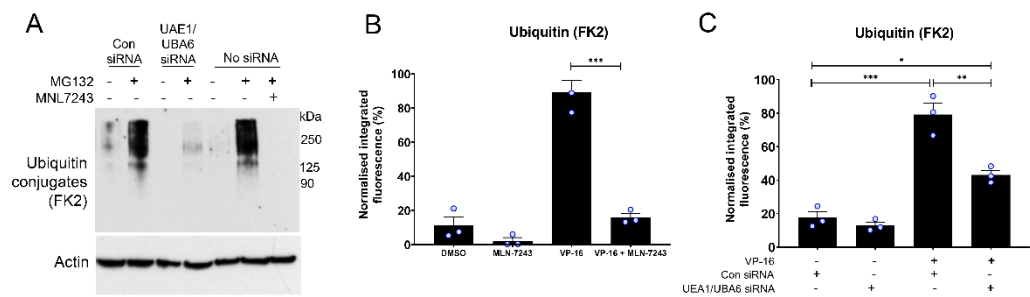 A
Con
siRNA
UAE1/
UBA6
siRNA
No siRNA
MG132 - + - + - + +
MNL7243 +
kDa
250
125
90
Ubiquitin
conjugates
(FK2)
Actin
B
Ubiquitin (FK2)
Normalised integrated
fluorescence (%)
100
80
60
40
20
0
***
DMSO MLN-7243 VP-16 VP-16 + MLN-7243
C
Ubiquitin (FK2)
Normalised integrated
fluorescence (%)
100
80
60
40
20
0
*
*** **
VP-16 - - + +
Con siRNA + - + -
UEA1/UBA6 siRNA - + - +